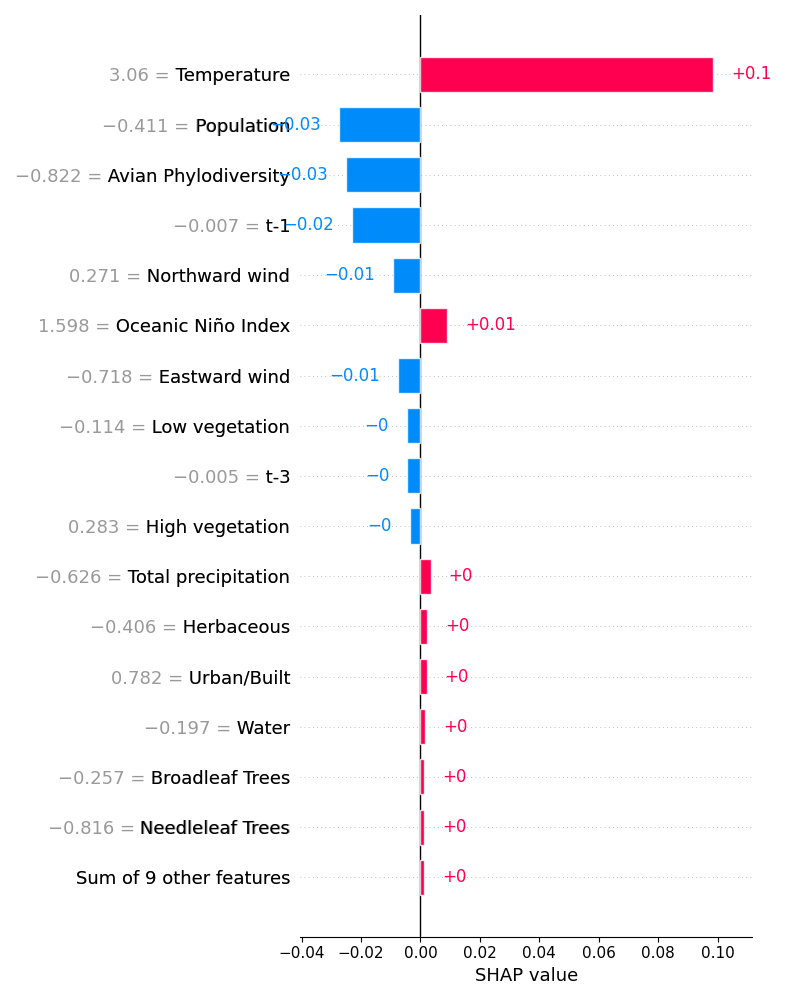 3.06 = Temperature +0.1
−0.411 = Population −0.03
−0.822 = Avian Phylodiversity −0.03
−0.007 = t-1 −0.02
0.271 = Northward wind −0.01
1.598 = Oceanic Niño Index +0.01
−0.718 = Eastward wind −0.01
−0.114 = Low vegetation −0
−0.005 = t-3 −0
0.283 = High vegetation −0
−0.626 = Total precipitation +0
−0.406 = Herbaceous +0
0.782 = Urban/Built +0
−0.197 = Water +0
−0.257 = Broadleaf Trees +0
−0.816 = Needleleaf Trees +0
Sum of 9 other features +0
−0.04 −0.02 0.00 0.02 0.04 0.06 0.08 0.10
SHAP value